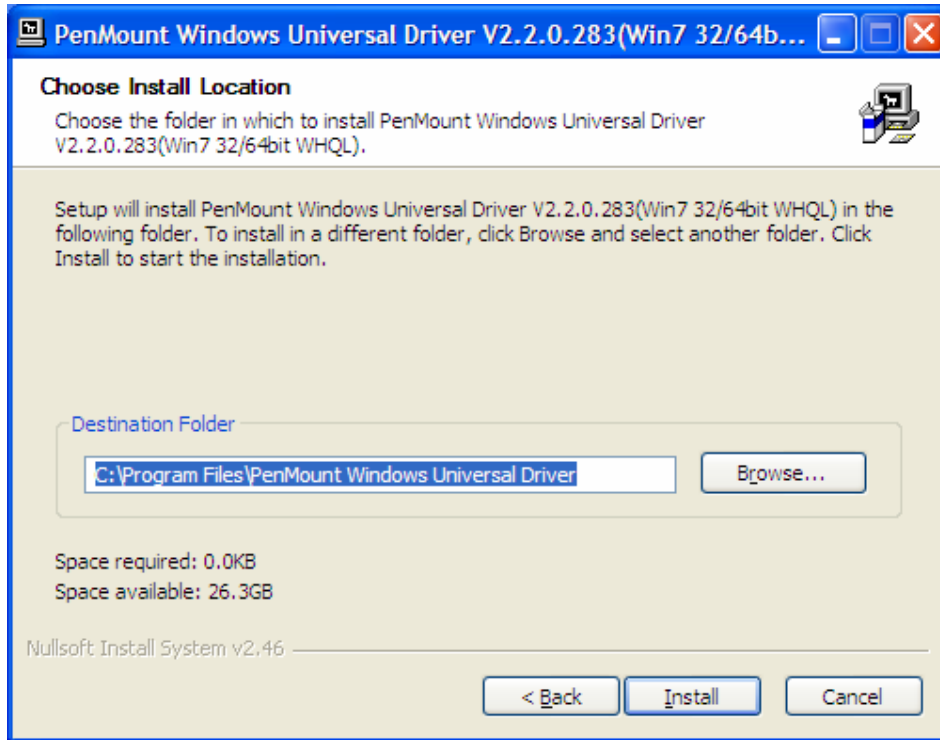 PenMount Windows Universal Driver V2.2.0.283(Win7 32/64b...
Choose Install Location
Choose the folder in which to install PenMount Windows Universal Driver
V2.2.0.283(Win7 32/64bit WHQL).
Setup will install PenMount Windows Universal Driver V2.2.0.283(Win7 32/64bit WHQL) in the
following folder. To install in a different folder, click Browse and select another folder. Click
Install to start the installation.
Destination Folder
C:\Program Files\PenMount Windows Universal Driver
Browse...
Space required: 0.0KB
Space available: 26.3GB
Nullsoft Install System v2.46
< Back
Install
Cancel